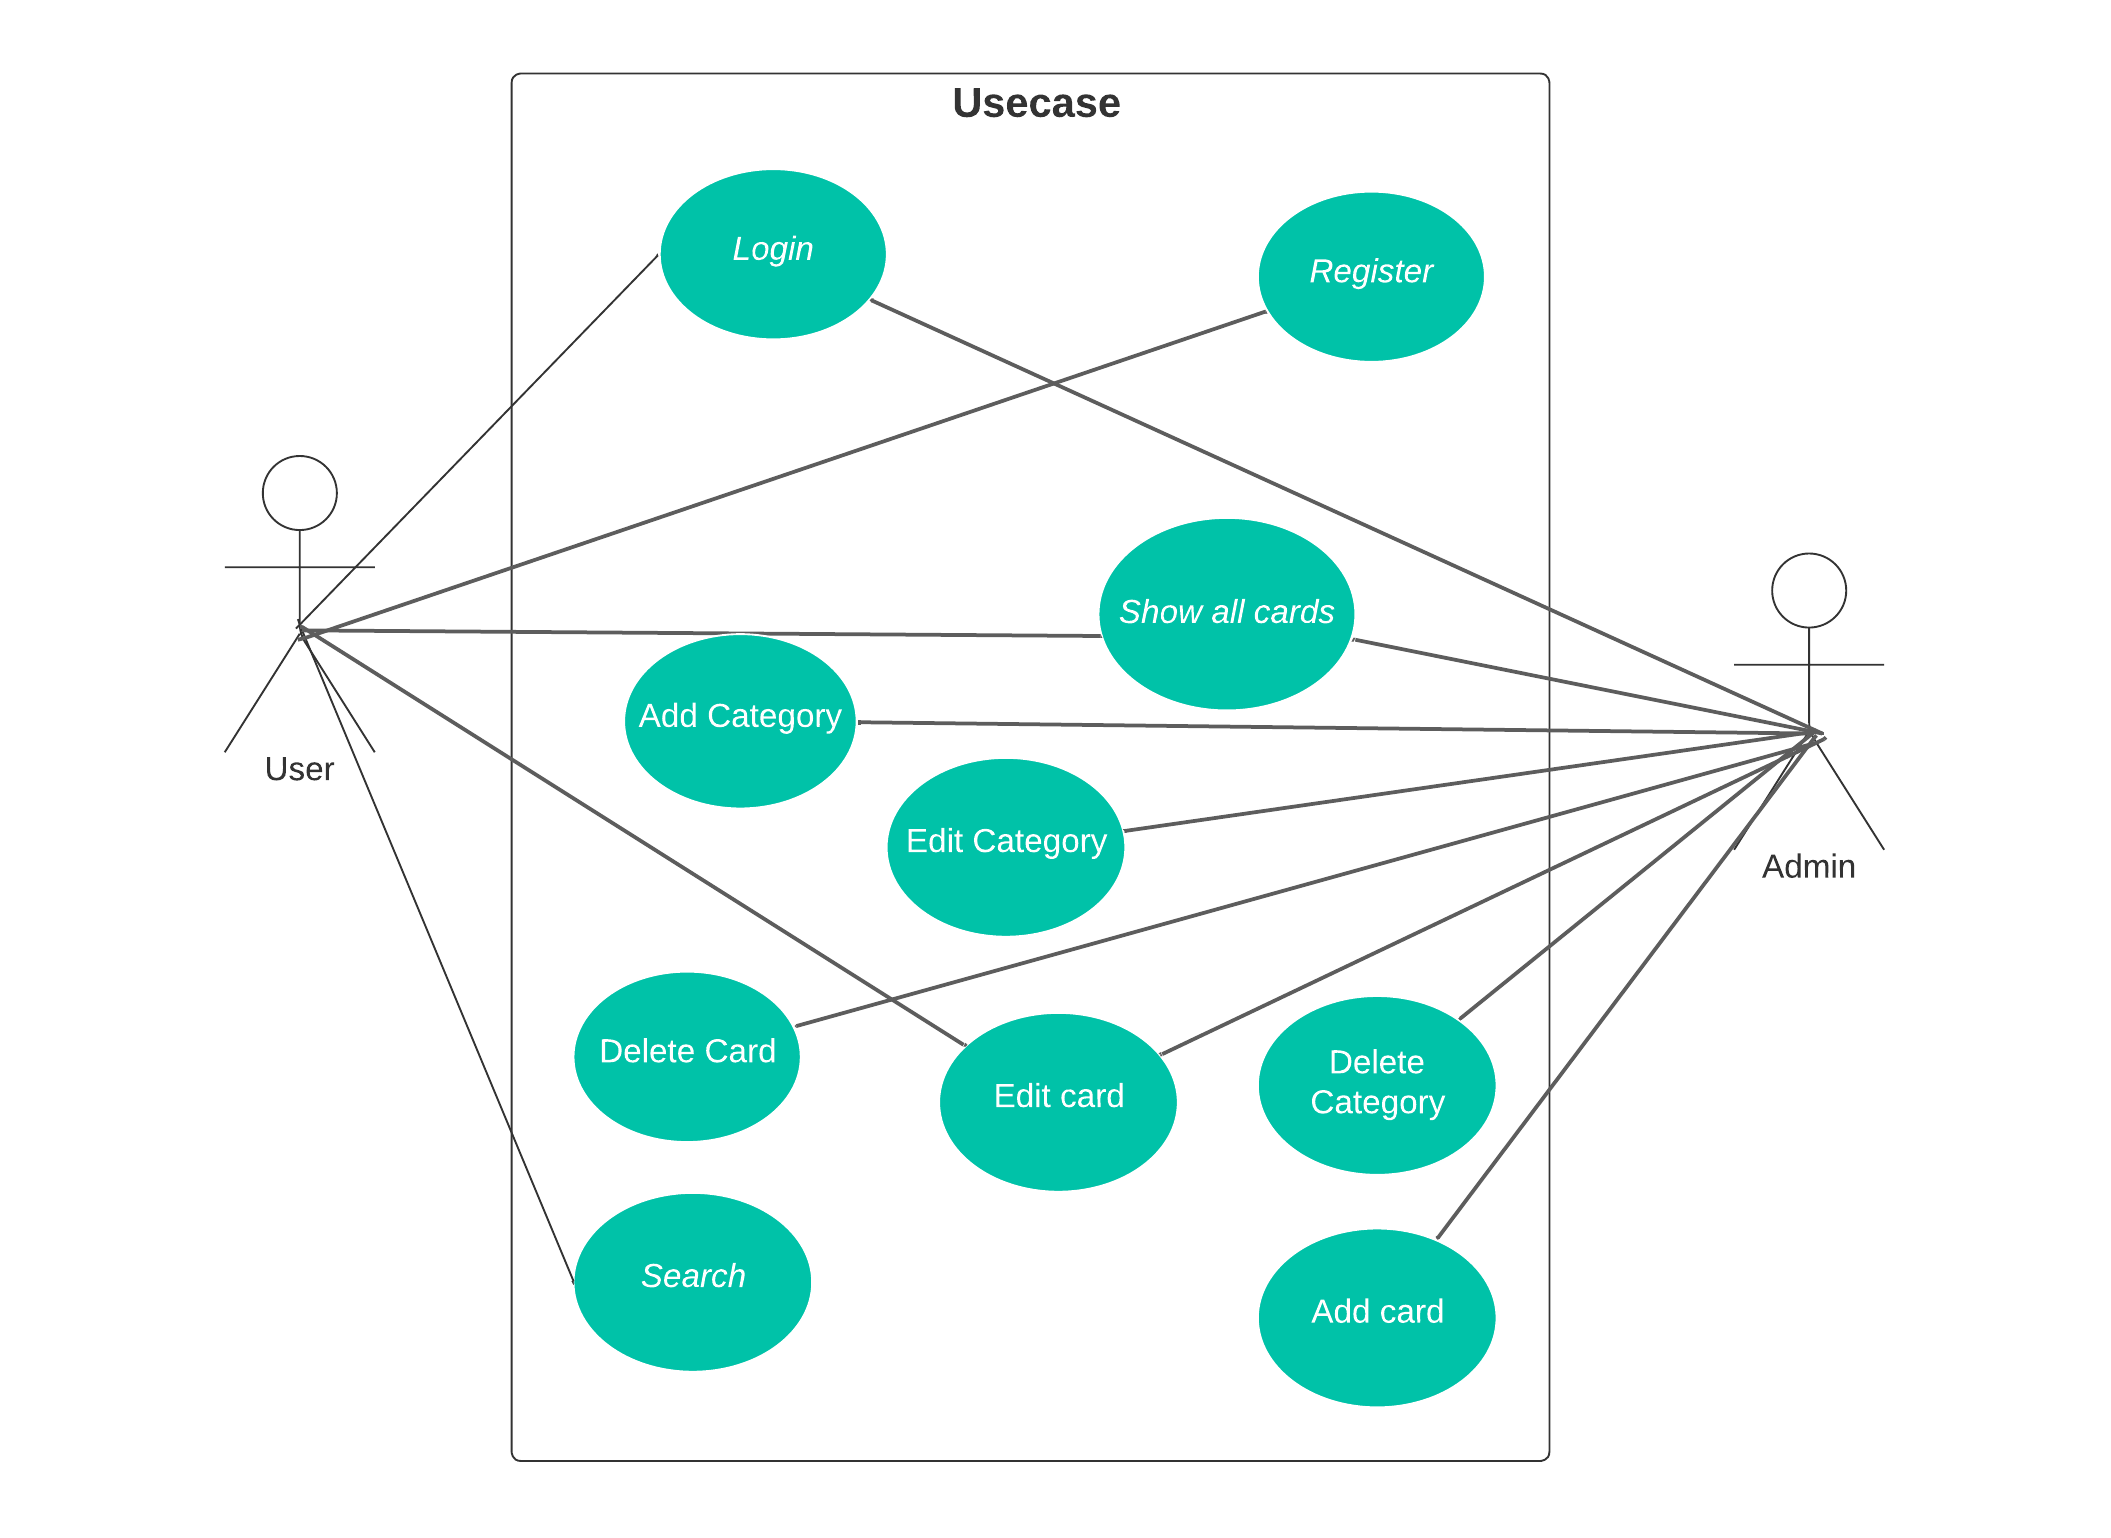 Usecase
Login
Register
Show all cards
Add Category
User
Edit Category
Admin
Delete Card
Edit card
Delete
Category
Search
Add card